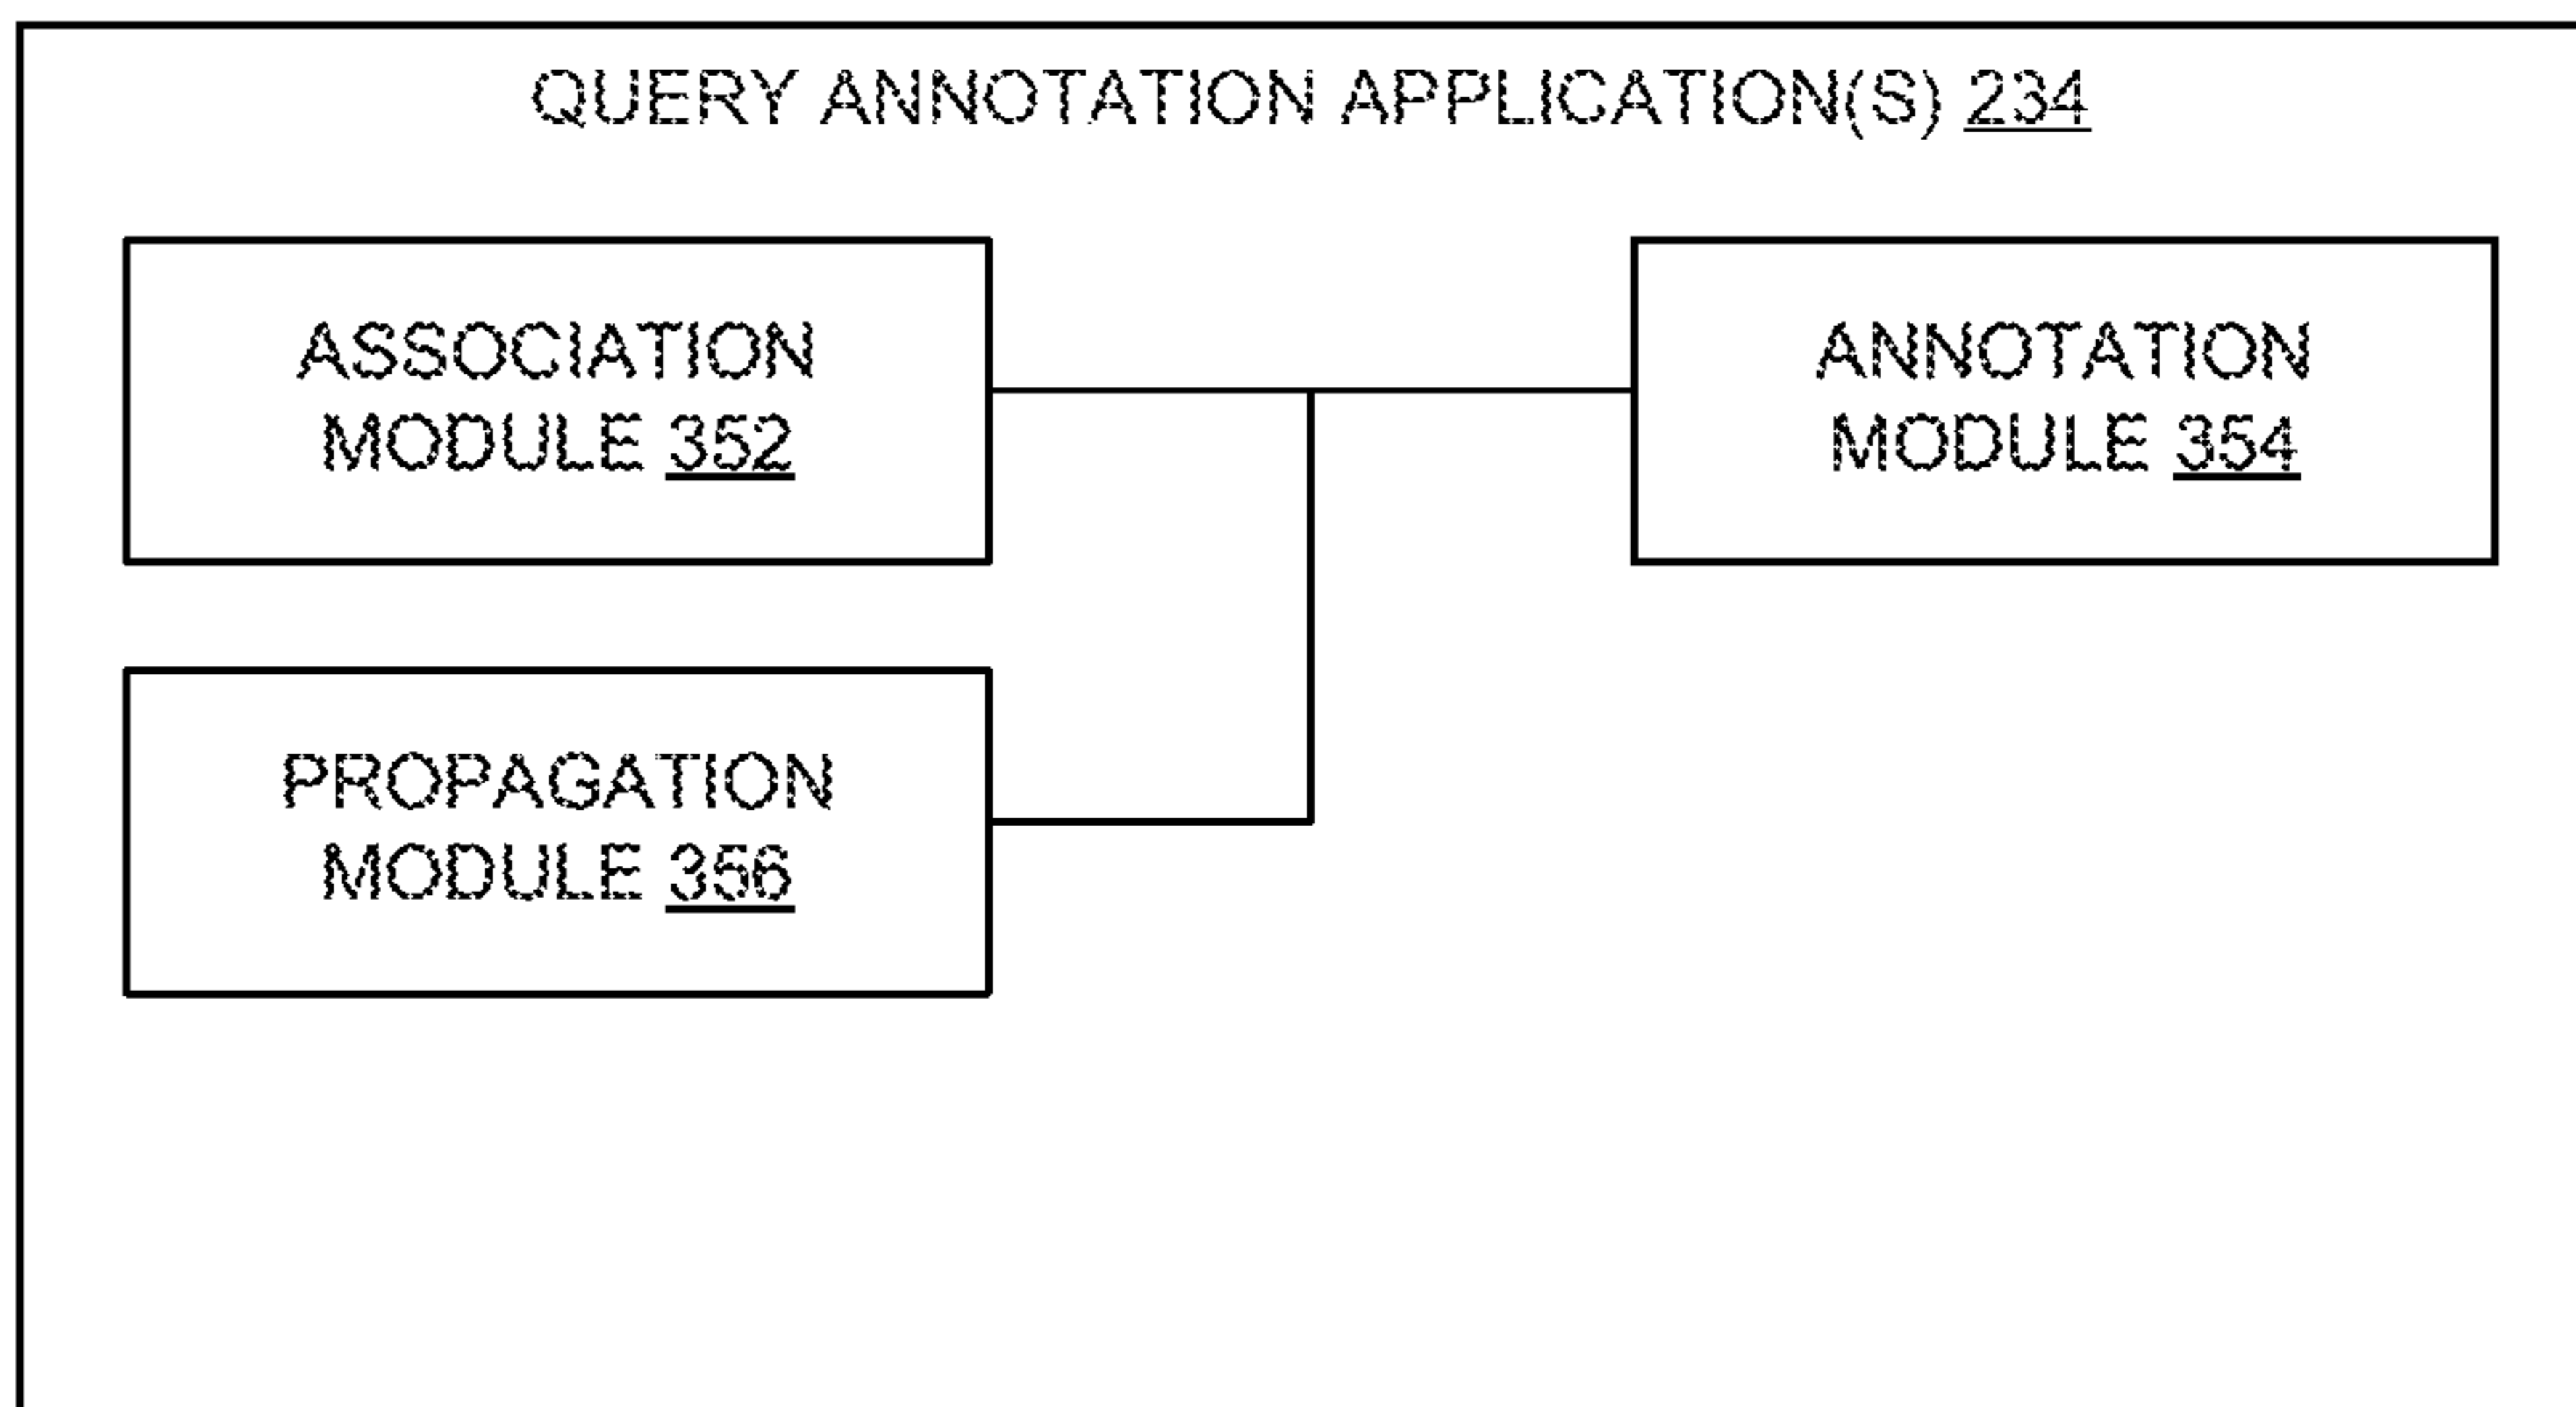 QUERY ANNOTATION APPLICATION(S) 234
ASSOCIATION
MODULE 352
ANNOTATION
MODULE 354
PROPAGATION
MODULE 356